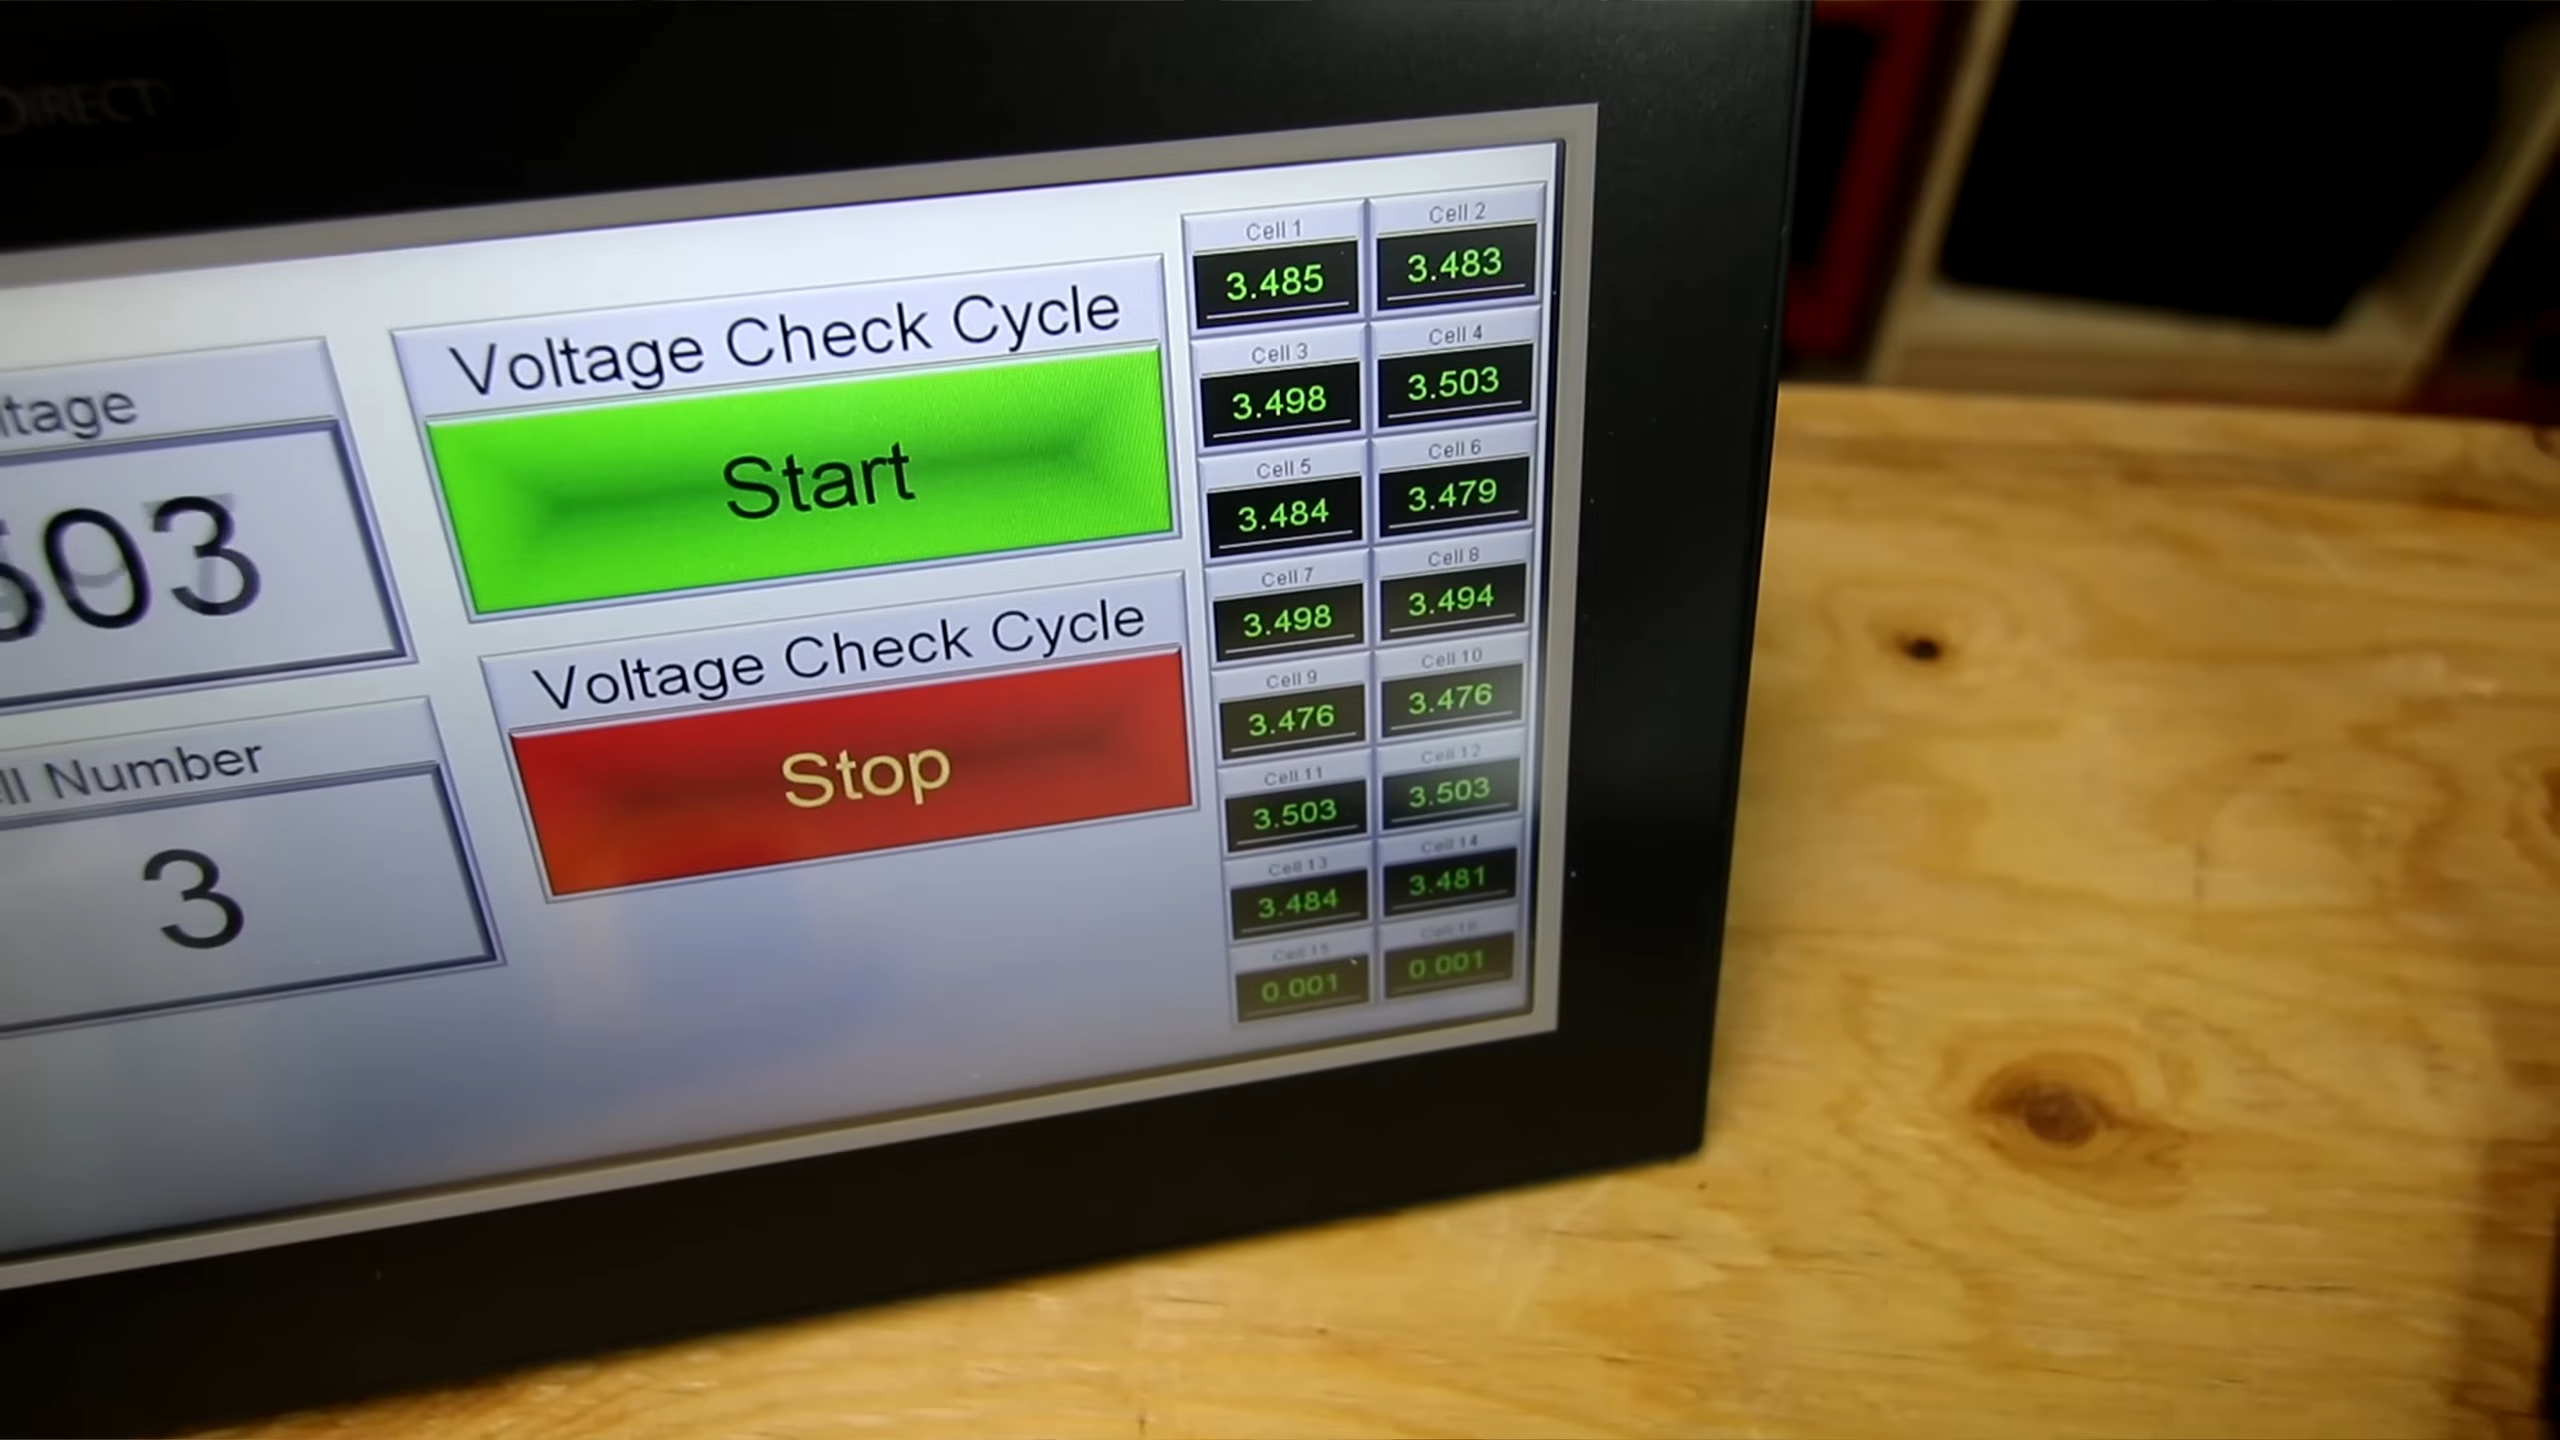 DIRECT
ltage
503
ll Number
3
Voltage Check Cycle
Start
Voltage Check Cycle
Stop
Cell 1
3.485
Cell 2
3.483
Cell 3
3.498
Cell 4
3.503
Cell 5
3.484
Cell 6
3.479
Cell 7
3.498
Cell 8
3.494
Cell 9
3.476
Cell 10
3.476
Cell 11
3.503
Cell 12
3.503
Cell 13
3.484
Cell 14
3.481
Cell 15
0.001
Cell 16
0.001